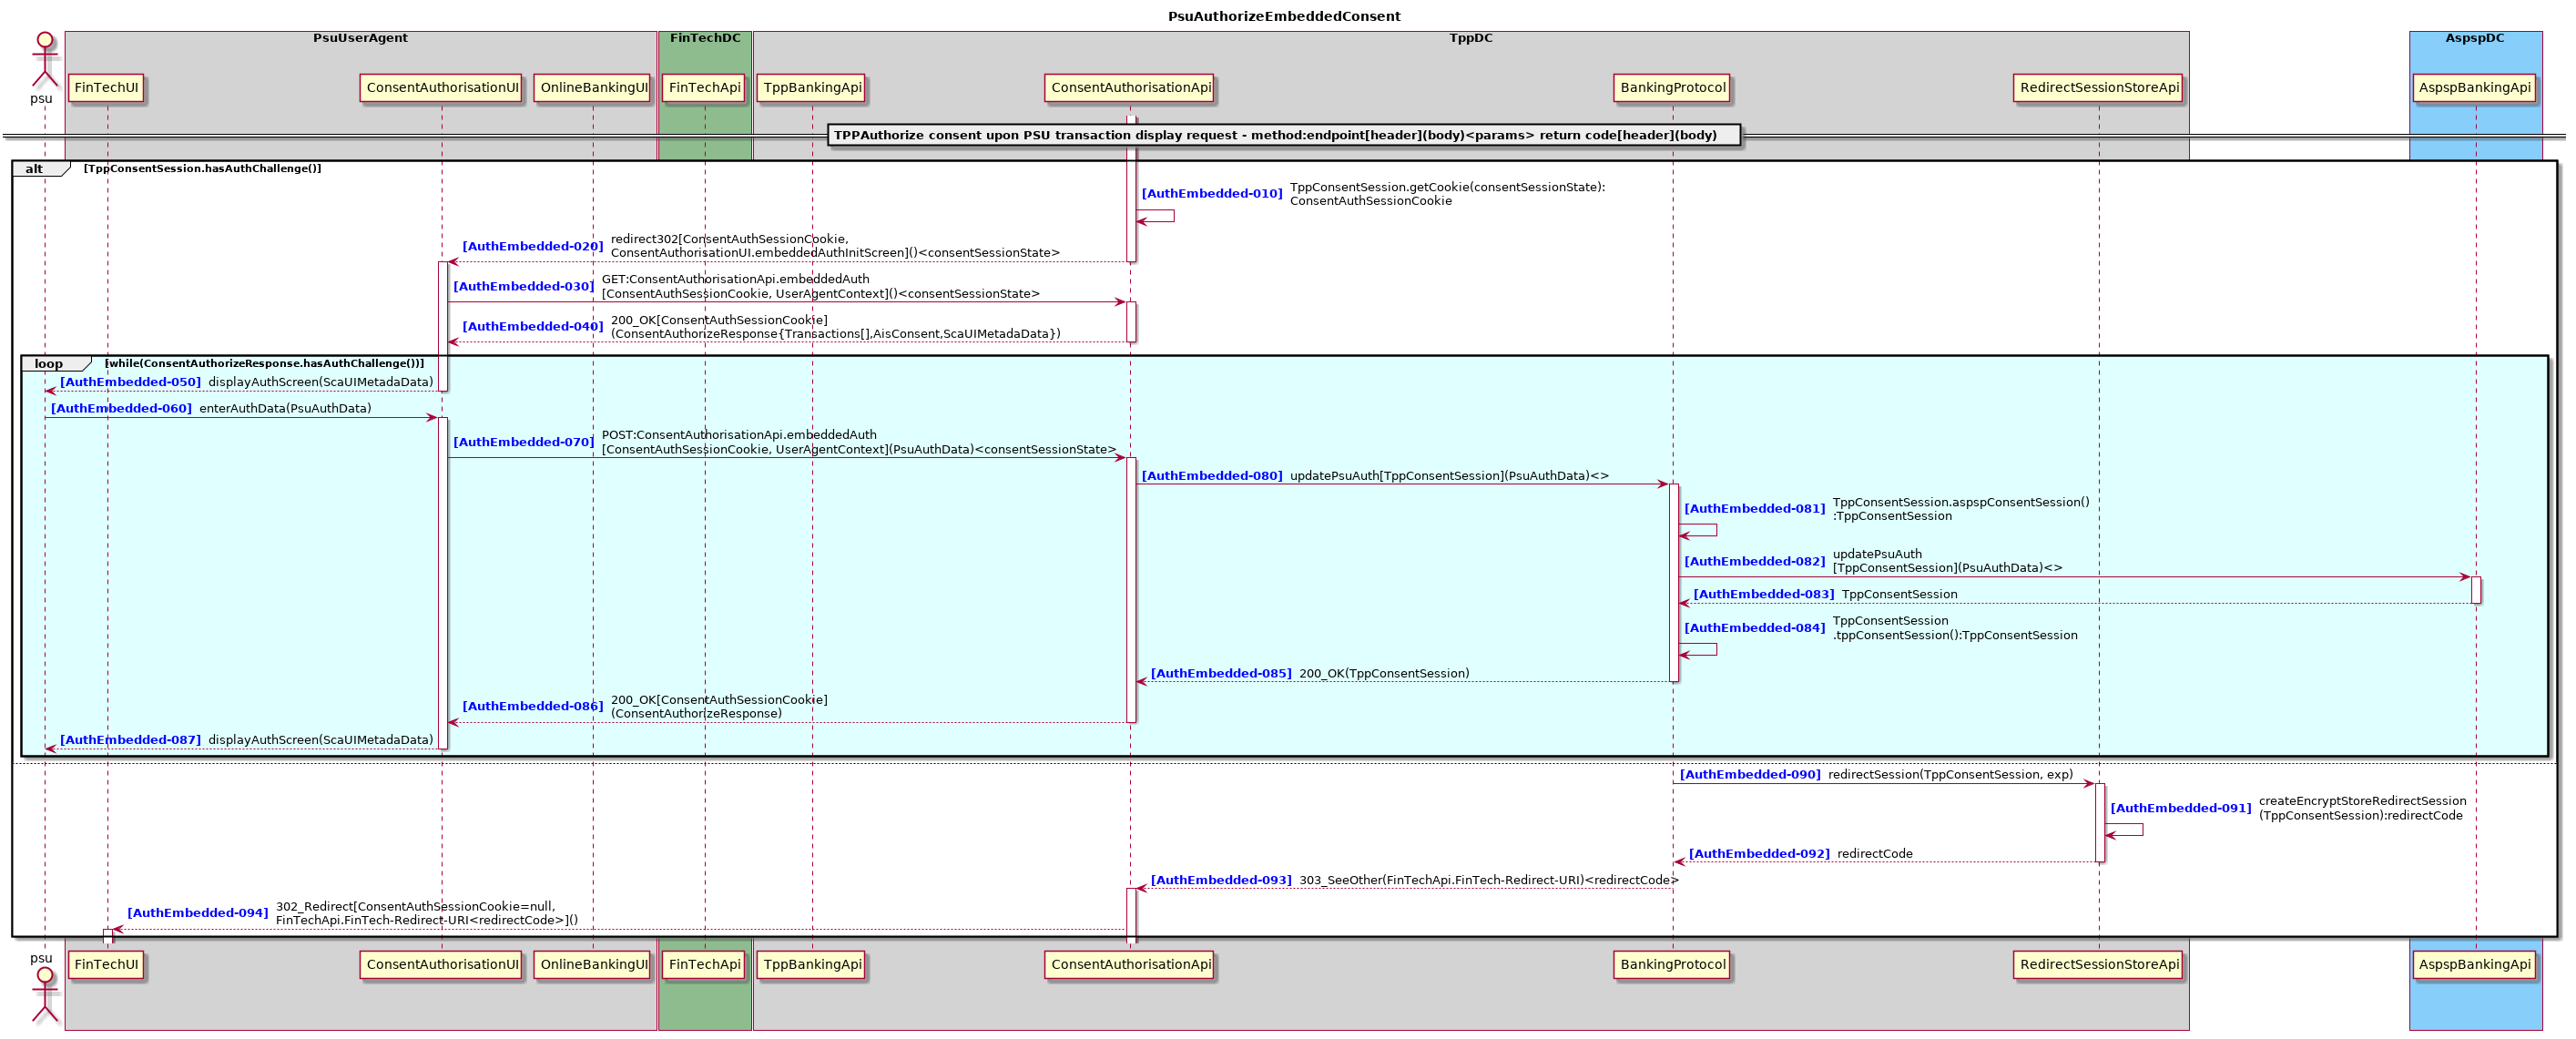 PsuAuthorizeEmbeddedConsent
PsuUserAgent
FinTechDC
TppDC
AspspDC
psu
FinTechUI
ConsentAuthorisationUI
OnlineBankingUI
FinTechApi
TppBankingApi
ConsentAuthorisationApi
BankingProtocol
RedirectSessionStoreApi
AspspBankingApi
TPPAuthorize consent upon PSU transaction display request - method:endpoint[header](body)<params> return code[header](body)
alt [TppConsentSession.hasAuthChallenge()]
[AuthEmbedded-010] TppConsentSession.getCookie(consentSessionState):
ConsentAuthSessionCookie
[AuthEmbedded-020] redirect302[ConsentAuthSessionCookie,
ConsentAuthorisationUI.embeddedAuthInitScreen]()<consentSessionState>
[AuthEmbedded-030] GET:ConsentAuthorisationApi.embeddedAuth
[ConsentAuthSessionCookie, UserAgentContext]()<consentSessionState>
[AuthEmbedded-040] 200_OK[ConsentAuthSessionCookie]
(ConsentAuthorizeResponse{Transactions[],AisConsent,ScaUIMetaData})
loop [while(ConsentAuthorizeResponse.hasAuthChallenge())]
[AuthEmbedded-050] displayAuthScreen(ScaUIMetadaData)
[AuthEmbedded-060] enterAuthData(PsuAuthData)
[AuthEmbedded-070] POST:ConsentAuthorisationApi.embeddedAuth
[ConsentAuthSessionCookie, UserAgentContext](PsuAuthData)<consentSessionState>
[AuthEmbedded-080] updatePsuAuth[TppConsentSession](PsuAuthData)<>
[AuthEmbedded-081] TppConsentSession.aspspConsentSession()
:TppConsentSession
[AuthEmbedded-082] updatePsuAuth
[TppConsentSession](PsuAuthData)<>
[AuthEmbedded-083] TppConsentSession
[AuthEmbedded-084] TppConsentSession
.tppConsentSession():TppConsentSession
[AuthEmbedded-085] 200_OK(TppConsentSession)
[AuthEmbedded-086] 200_OK[ConsentAuthSessionCookie]
(ConsentAuthorizeResponse)
[AuthEmbedded-087] displayAuthScreen(ScaUIMetadaData)
[AuthEmbedded-090] redirectSession(TppConsentSession, exp)
[AuthEmbedded-091] createEncryptStoreRedirectSession
(TppConsentSession):redirectCode
[AuthEmbedded-092] redirectCode
[AuthEmbedded-093] 303_SeeOther(FinTechApi.FinTech-Redirect-URI)<redirectCode>
[AuthEmbedded-094] 302_Redirect[ConsentAuthSessionCookie=null,
FinTechApi.FinTech-Redirect-URI<redirectCode>]()
psu
FinTechUI
ConsentAuthorisationUI
OnlineBankingUI
FinTechApi
TppBankingApi
ConsentAuthorisationApi
BankingProtocol
RedirectSessionStoreApi
AspspBankingApi